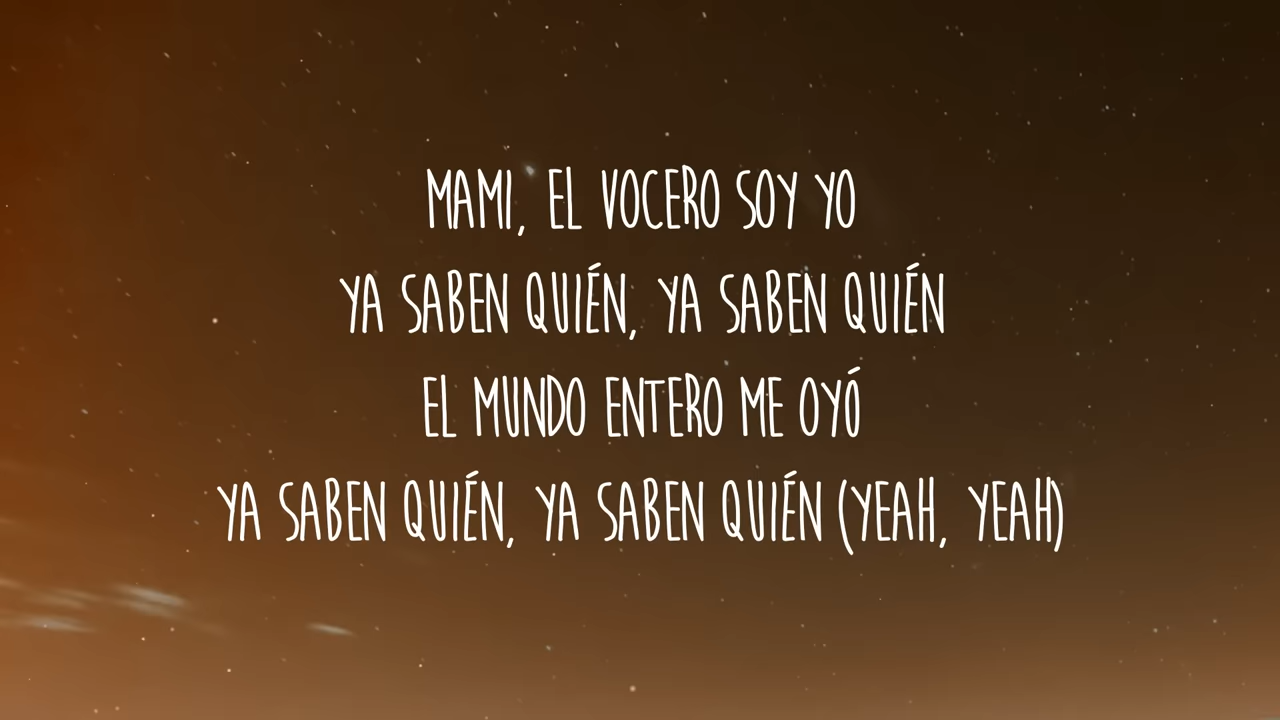 MAMI, EL VOCERO SOY YO
YA SABEN QUIÉN, YA SABEN QUIÉN
EL MUNDO ENTERO ME OYÓ
YA SABEN QUIÉN, YA SABEN QUIÉN (YEAH, YEAH)